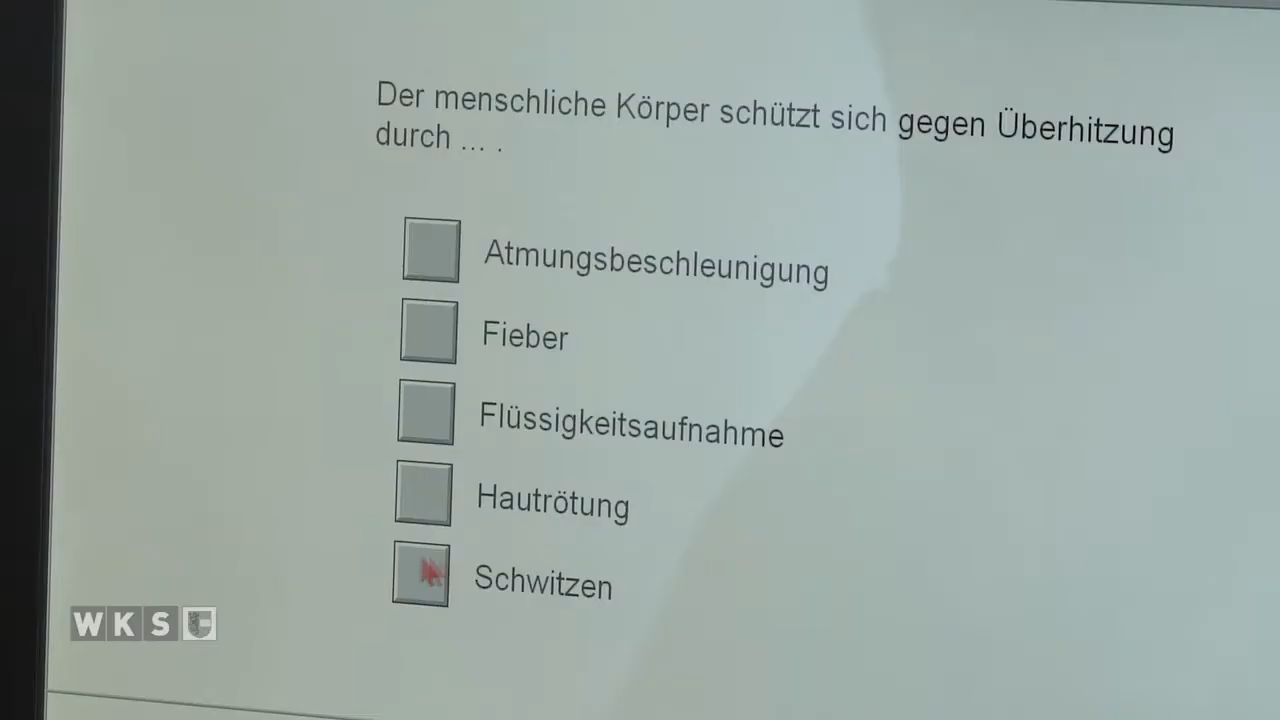 Der menschliche Körper schützt sich gegen Überhitzung
durch ... .
Atmungsbeschleunigung
Fieber
Flüssigkeitsaufnahme
Hautrötung
Schwitzen
WKS